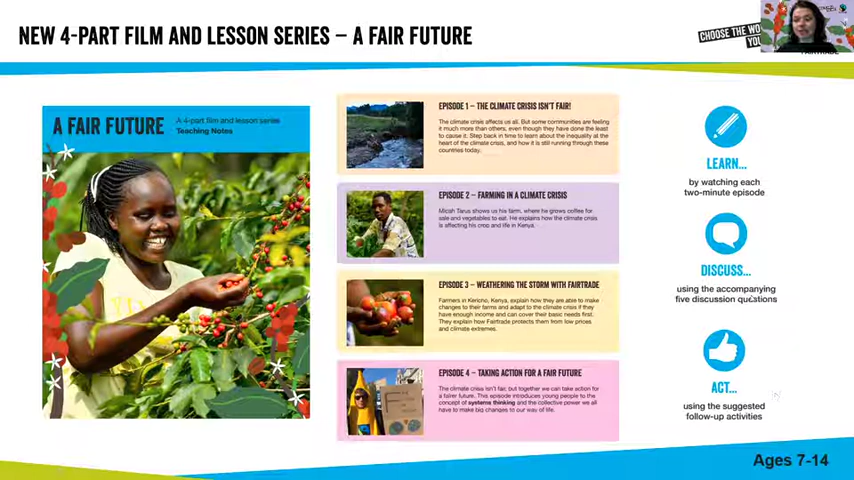 NEW 4-PART FILM AND LESSON SERIES – A FAIR FUTURE
CHOOSE THE WO
YOU
A FAIR FUTURE
A 4-part film and lesson series
Teaching Notes
EPISODE 1 – THE CLIMATE CRISIS ISN'T FAIR!
The climate crisis affects us all. But some communities are feeling
it much more than others, even though they have done the least
to cause it. Step back in time to learn about the inequality at the
heart of the climate crisis, and how it is still running through these
countries today.
EPISODE 2 – FARMING IN A CLIMATE CRISIS
Micah Tarus shows us his farm, where he grows coffee for
sale and vegetables to eat. He explains how the climate crisis
is affecting his crop and life in Kenya.
EPISODE 3 – WEATHERING THE STORM WITH FAIRTRADE
Farmers in Kericho, Kenya, explain how they are able to make
changes to their farms and adapt to the climate crisis if they
have enough income and can cover their basic needs first.
They explain how Fairtrade protects them from low prices
and climate extremes.
EPISODE 4 – TAKING ACTION FOR A FAIR FUTURE
The climate crisis isn't fair, but together we can take action for
a fairer future. This episode introduces young people to the
concept of systems thinking and the collective power we all
have to make big changes to our way of life.
LEARN...
by watching each
two-minute episode
DISCUSS...
using the accompanying
five discussion questions
ACT...
using the suggested
follow-up activities
Ages 7-14